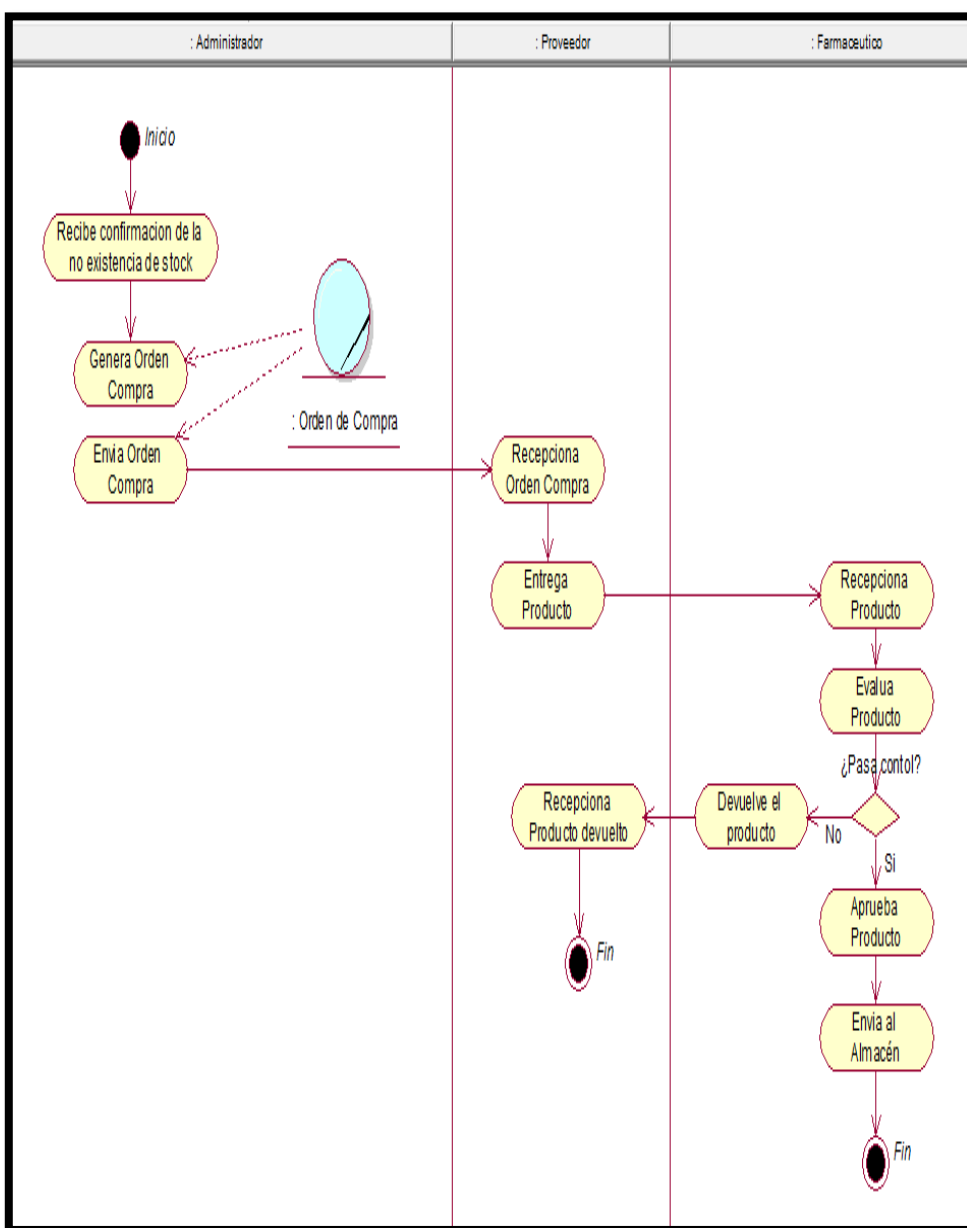 : Administrador
: Proveedor
: Farmaceutico
Inicio
Recibe confirmacion de la
no existencia de stock
Genera Orden
Compra
: Orden de Compra
Envia Orden
Compra
Recepciona
Orden Compra
Entrega
Producto
Recepciona
Producto
Evalua
Producto
¿Pasa contol?
No
Devuelve el
producto
Recepciona
Producto devuelto
Fin
Si
Aprueba
Producto
Envia al
Almacén
Fin